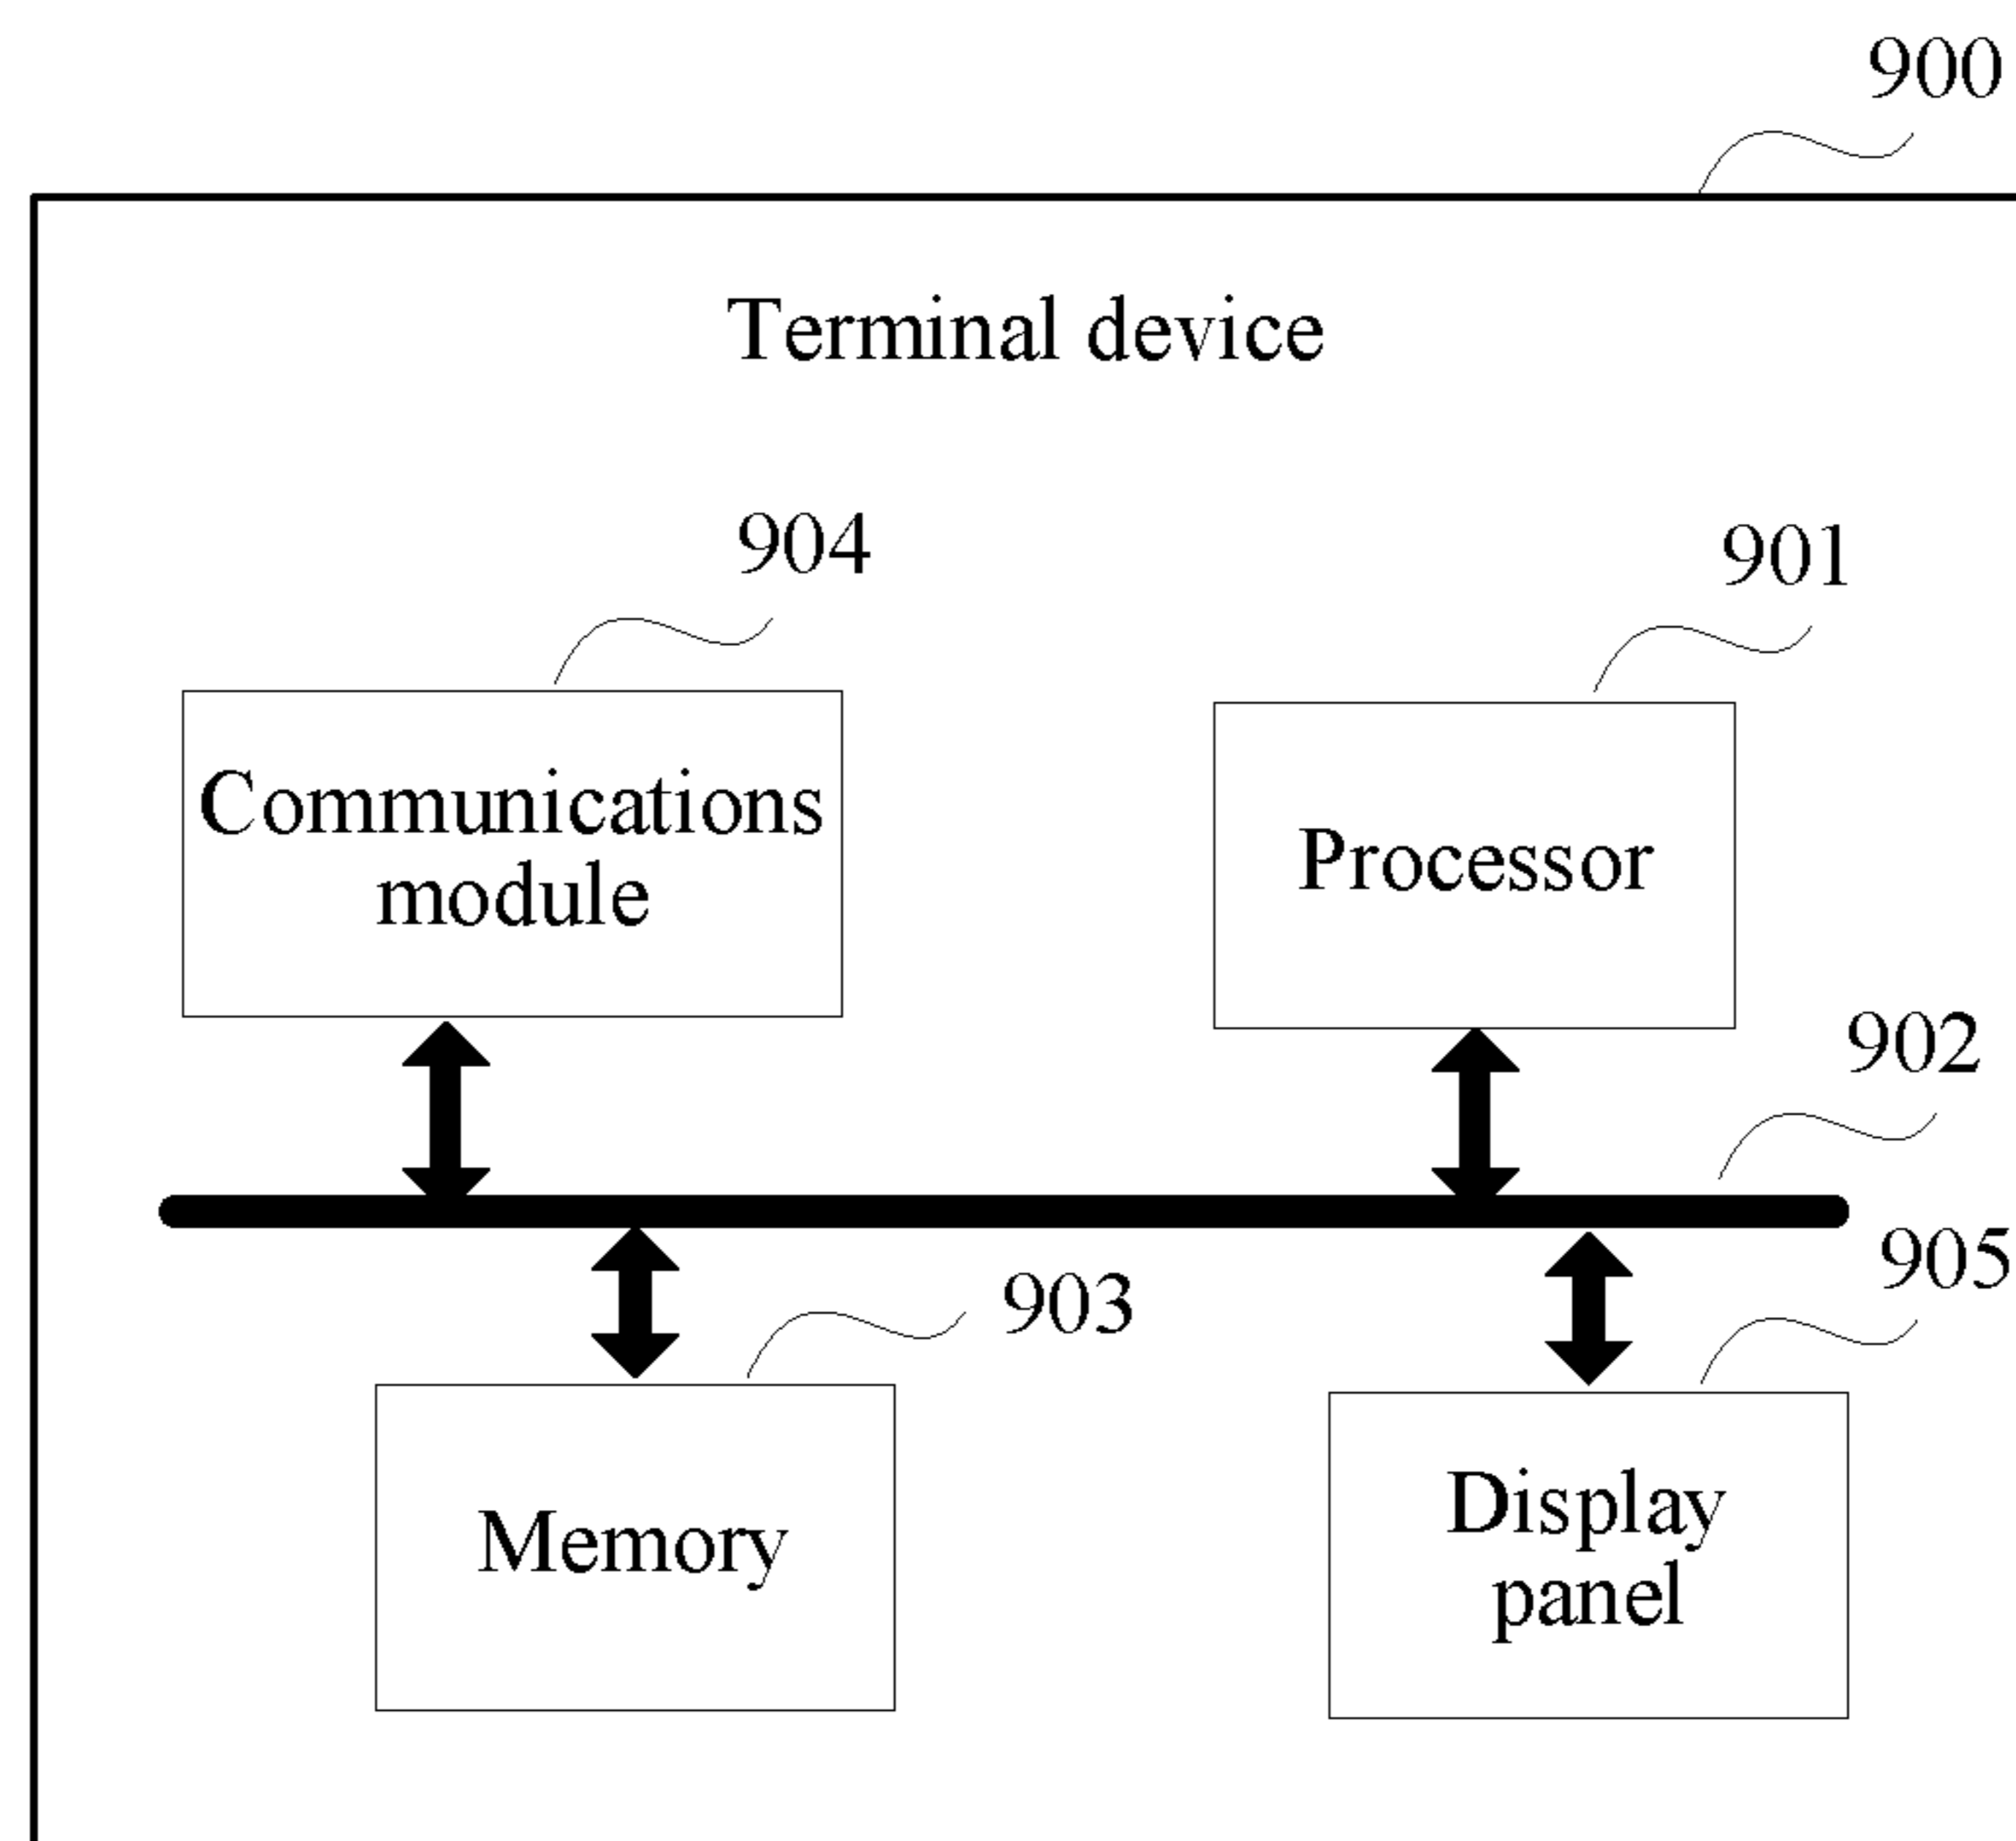 900
Terminal device
904
901
Communications
module
Processor
902
905
903
Memory
Display
panel